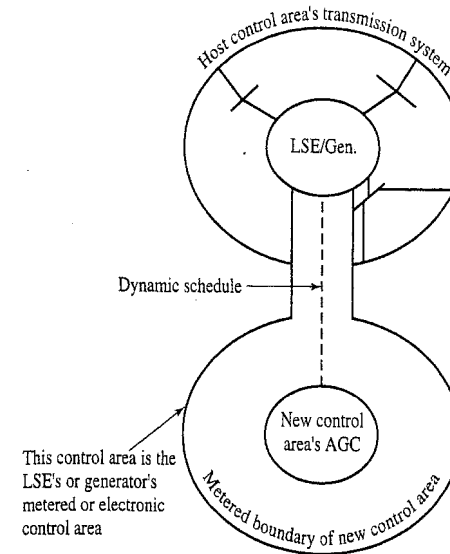 Host control area's transmission system
LSE/Gen.
Dynamic schedule
New control
area's AGC
This control area is the
LSE's or generator's
metered or electronic
control area
Metered boundary of new control area